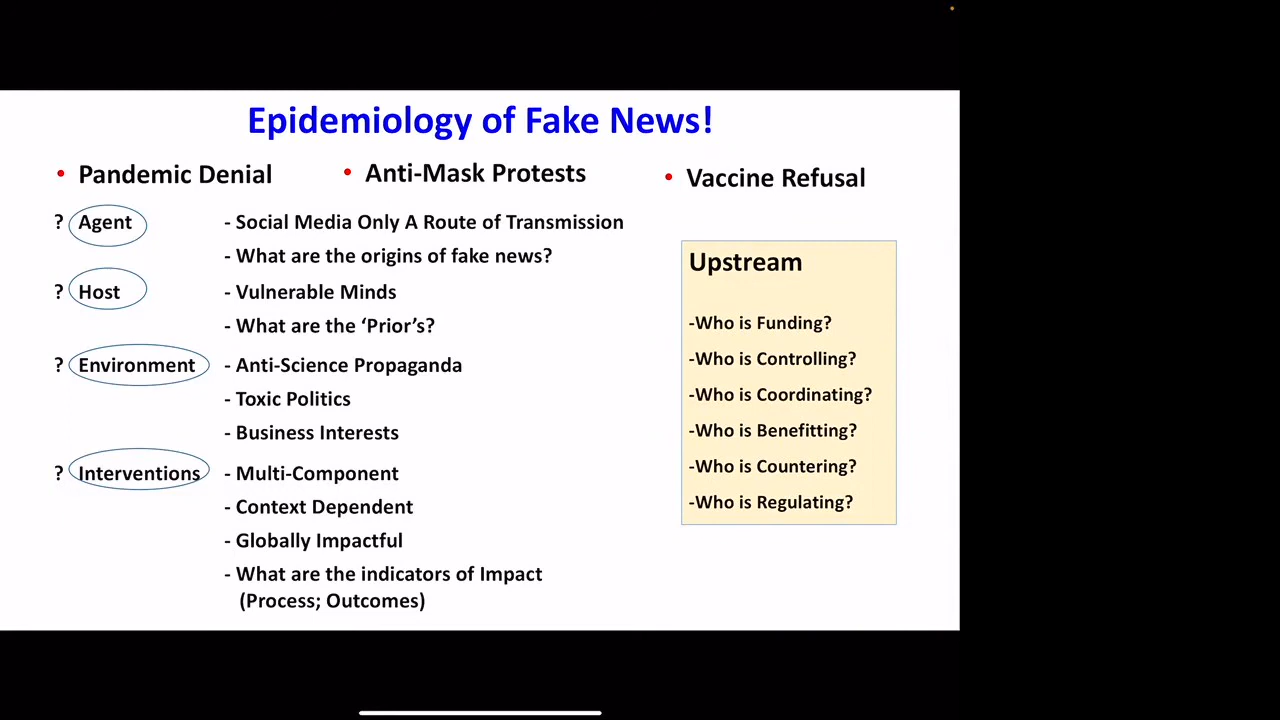 Epidemiology of Fake News!
• Pandemic Denial
• Anti-Mask Protests
• Vaccine Refusal
? Agent - Social Media Only A Route of Transmission
- What are the origins of fake news?
? Host - Vulnerable Minds
- What are the ‘Prior’s?
? Environment - Anti-Science Propaganda
- Toxic Politics
- Business Interests
? Interventions - Multi-Component
- Context Dependent
- Globally Impactful
- What are the indicators of Impact
(Process; Outcomes)
Upstream
-Who is Funding?
-Who is Controlling?
-Who is Coordinating?
-Who is Benefitting?
-Who is Countering?
-Who is Regulating?